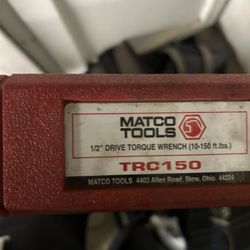 MATCO
TOOLS
1/2" DRIVE TORQUE WRENCH (10-150 ft.lbs.)
TRC150
MATCO TOOLS 4403 Allen Road, Stow, Ohio 44224